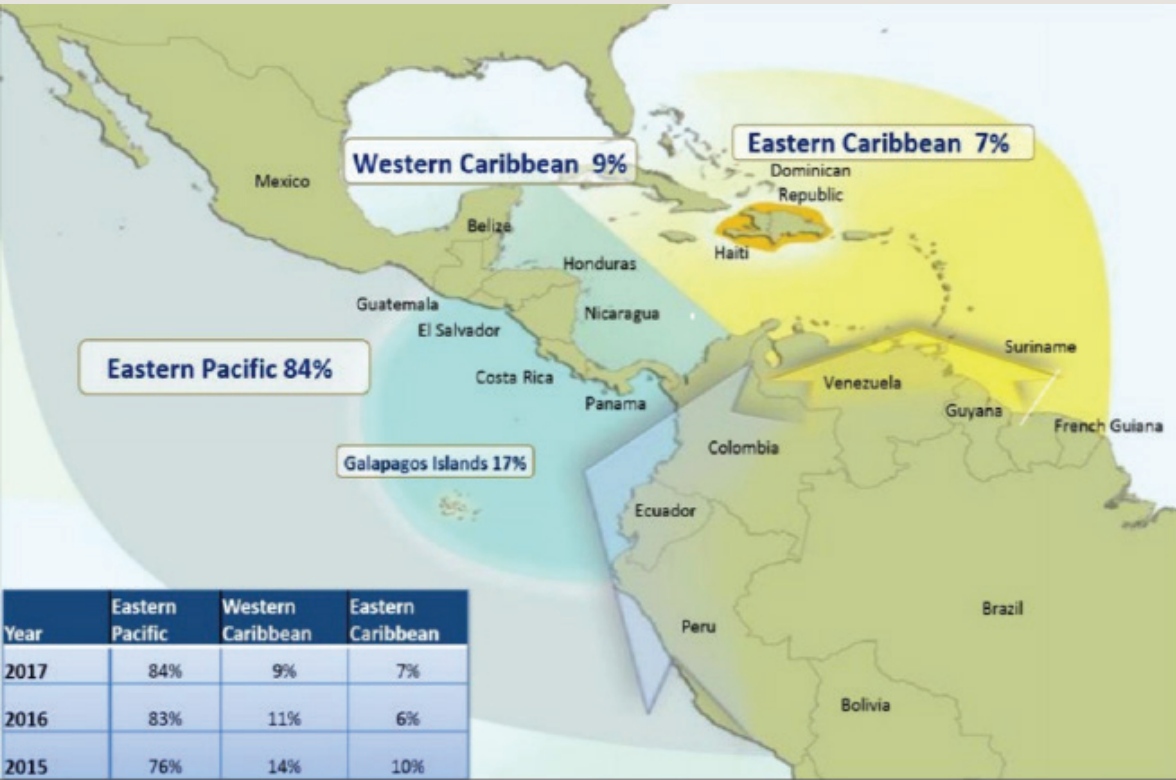 Western Caribbean 9%
Eastern Caribbean 7%
Dominican
Republic
Mexico
Belize
Haiti
Honduras
Guatemala
Nicaragua
El Salvador
Suriname
Eastern Pacific 84%
Costa Rica
Venezuela
Panama
Guyana
French Guiana
Colombia
Galapagos Islands 17%
Ecuador
Brazil
Peru
Bolivia
Year Eastern Pacific Western Caribbean Eastern Caribbean
2017 84% 9% 7%
2016 83% 11% 6%
2015 76% 14% 10%